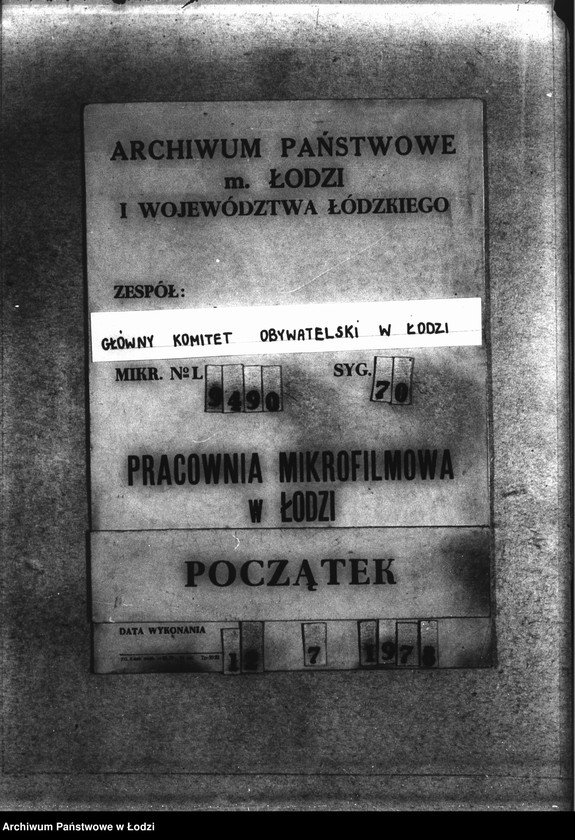 ARCHIWUM PAŃSTWOWE
m. ŁODZI
I WOJEWÓDZTWA ŁÓDZKIEGO
ZESPÓŁ:
GŁÓWNY KOMITET OBYWATELSKI W ŁODZI
MIKR. №L 9490 SYG. 70
PRACOWNIA MIKROFILMOWA
w ŁODZI
POCZĄTEK
DATA WYKONANIA
7 1978
Archiwum Państwowe w Łodzi